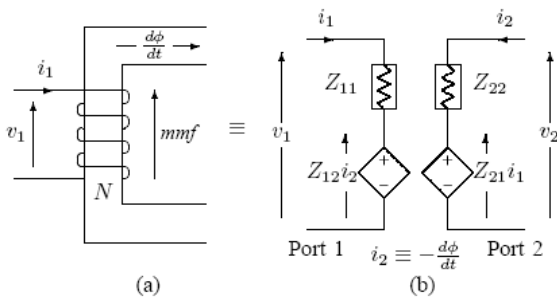 i₁
v₁
N
dφ/dt
mmf
(a)
≡
i₁
i₂
Z₁₁
Z₂₂
v₁
v₂
Z₁₂i₂
Z₂₁i₁
+
−
+
−
Port 1
i₂ ≡ −dφ/dt
Port 2
(b)